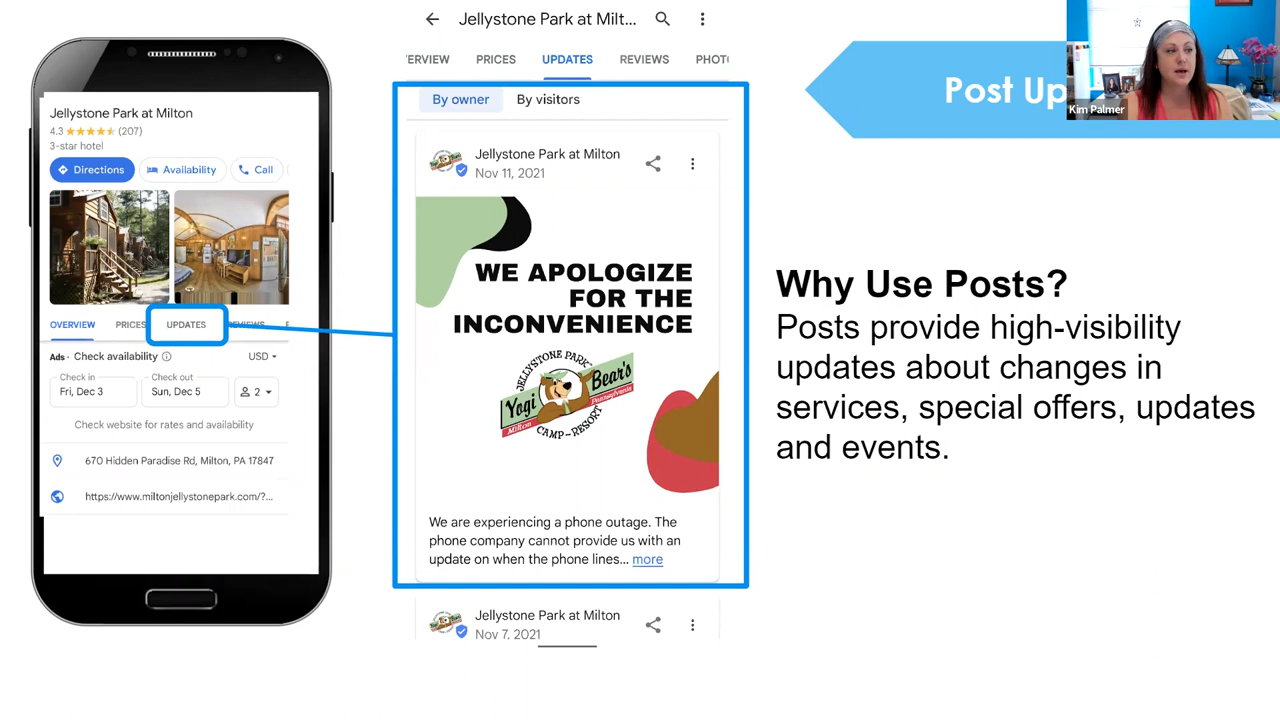 Jellystone Park at Milton
4.3 (207)
3-star hotel
Directions
Availability
Call
OVERVIEW
PRICES
UPDATES
REVIEWS
Ads · Check availability
USD
Check in
Fri, Dec 3
Check out
Sun, Dec 5
2
Check website for rates and availability
670 Hidden Paradise Rd, Milton, PA 17847
https://www.miltonjellystonepark.com/?...
Jellystone Park at Milt...
'ERVIEW
PRICES
UPDATES
REVIEWS
PHOT
By owner
By visitors
Jellystone Park at Milton
Nov 11, 2021
WE APOLOGIZE
FOR THE
INCONVENIENCE
JELLYSTONE PARK
Yogi Bear's
Milton
Pennsylvania
CAMP-RESORT
We are experiencing a phone outage. The
phone company cannot provide us with an
update on when the phone lines... more
Jellystone Park at Milton
Nov 7, 2021
Post Up
Kim Palmer
Why Use Posts?
Posts provide high-visibility
updates about changes in
services, special offers, updates
and events.